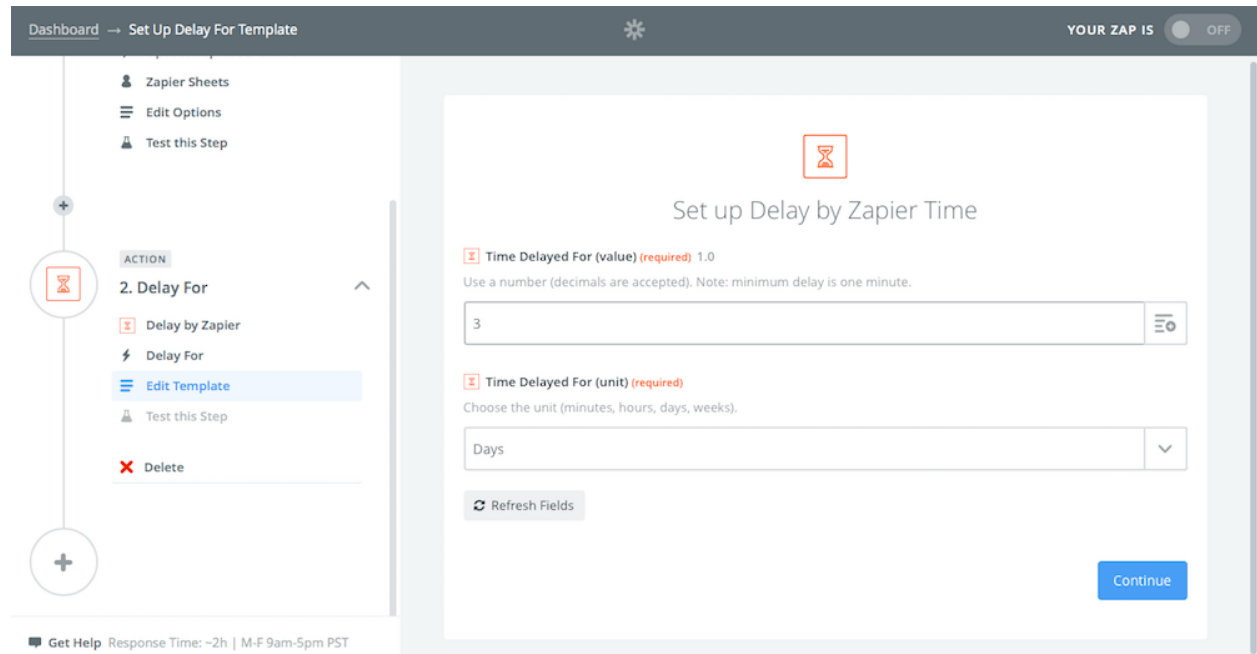 Dashboard → Set Up Delay For Template
YOUR ZAP IS OFF
Zapier Sheets
Edit Options
Test this Step
ACTION
2. Delay For
Delay by Zapier
Delay For
Edit Template
Test this Step
Delete
Get Help Response Time: ~2h | M-F 9am-5pm PST
Set up Delay by Zapier Time
Time Delayed For (value) (required) 1.0
Use a number (decimals are accepted). Note: minimum delay is one minute.
3
Time Delayed For (unit) (required)
Choose the unit (minutes, hours, days, weeks).
Days
Refresh Fields
Continue